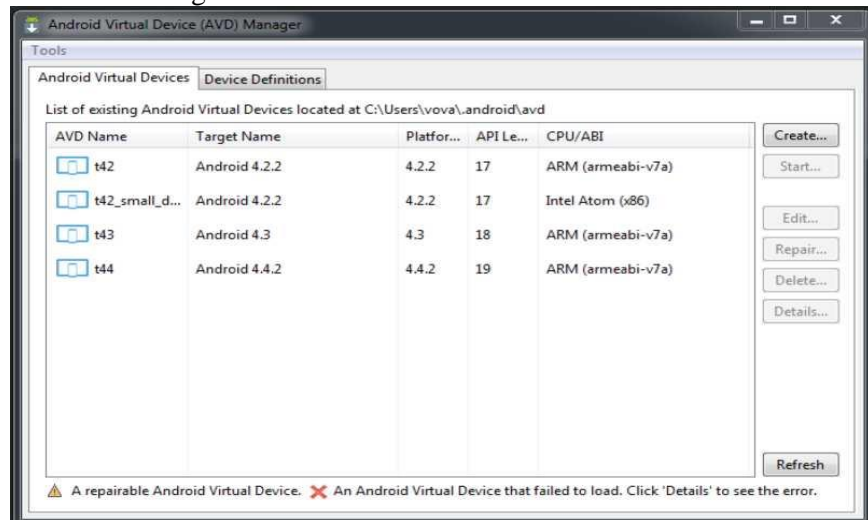 Android Virtual Device (AVD) Manager
Tools
Android Virtual Devices Device Definitions
List of existing Android Virtual Devices located at C:\Users\vova\.android\avd
AVD Name Target Name Platfor... API Le... CPU/ABI Create...
t42 Android 4.2.2 4.2.2 17 ARM (armeabi-v7a) Start...
t42_small_d... Android 4.2.2 4.2.2 17 Intel Atom (x86)
Edit...
t43 Android 4.3 4.3 18 ARM (armeabi-v7a)
Repair...
t44 Android 4.4.2 4.4.2 19 ARM (armeabi-v7a)
Delete...
Details...
Refresh
A repairable Android Virtual Device. An Android Virtual Device that failed to load. Click 'Details' to see the error.